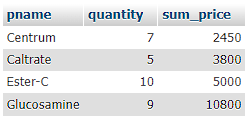 pname quantity sum_price
Centrum 7 2450
Caltrate 5 3800
Ester-C 10 5000
Glucosamine 9 10800